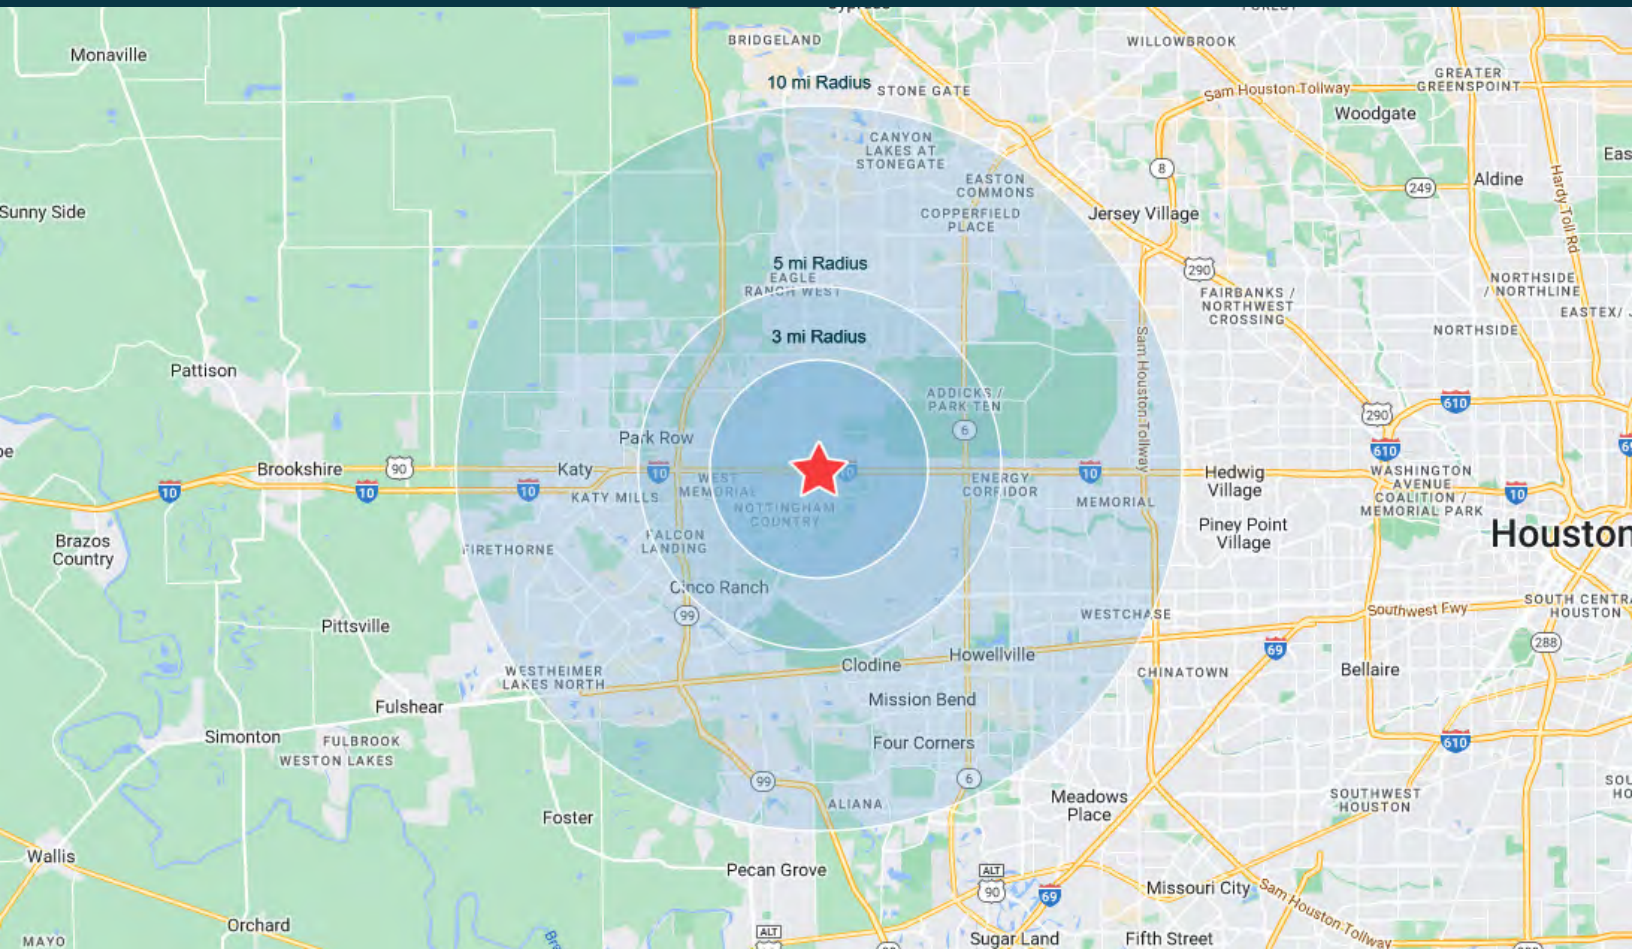 Cypress
FOREST
BRIDGELAND
WILLOWBROOK
Monaville
10 mi Radius
STONE GATE
GREATER
GREENSPOINT
Sam Houston Tollway
Woodgate
CANYON
LAKES AT
STONEGATE
8
Eas
EASTON
COMMONS
249
Aldine
Hardy Toll Rd
Sunny Side
COPPERFIELD
PLACE
Jersey Village
5 mi Radius
EAGLE
RANCH WEST
290
NORTHSIDE
/ NORTHLINE
FAIRBANKS /
NORTHWEST
CROSSING
EASTEX/ J
NORTHSIDE
3 mi Radius
Sam Houston Tollway
Pattison
ADDICKS /
PARK TEN
610
290
6
Park Row
610
Brookshire
90
Katy
10
10
10
Hedwig
Village
WASHINGTON
AVENUE
COALITION /
MEMORIAL PARK
10
10
10
10
KATY MILLS
WEST
MEMORIAL
ENERGY
CORRIDOR
MEMORIAL
NOTTINGHAM
COUNTRY
Piney Point
Village
Houston
Brazos
Country
FIRETHORNE
FALCON
LANDING
Cinco Ranch
99
WESTCHASE
Southwest Fwy
SOUTH CENTRA
HOUSTON
Pittsville
288
69
Clodine
Howellville
WESTHEIMER
LAKES NORTH
CHINATOWN
Bellaire
Fulshear
Mission Bend
Simonton
FULBROOK
WESTON LAKES
Four Corners
610
99
6
ALIANA
Meadows
Place
SOUTHWEST
HOUSTON
SOU
HO
Foster
Wallis
Pecan Grove
ALT
90
69
Missouri City
Sam Houston Tollway
Orchard
MAYO
Bra
ALT
Sugar Land
Fifth Street